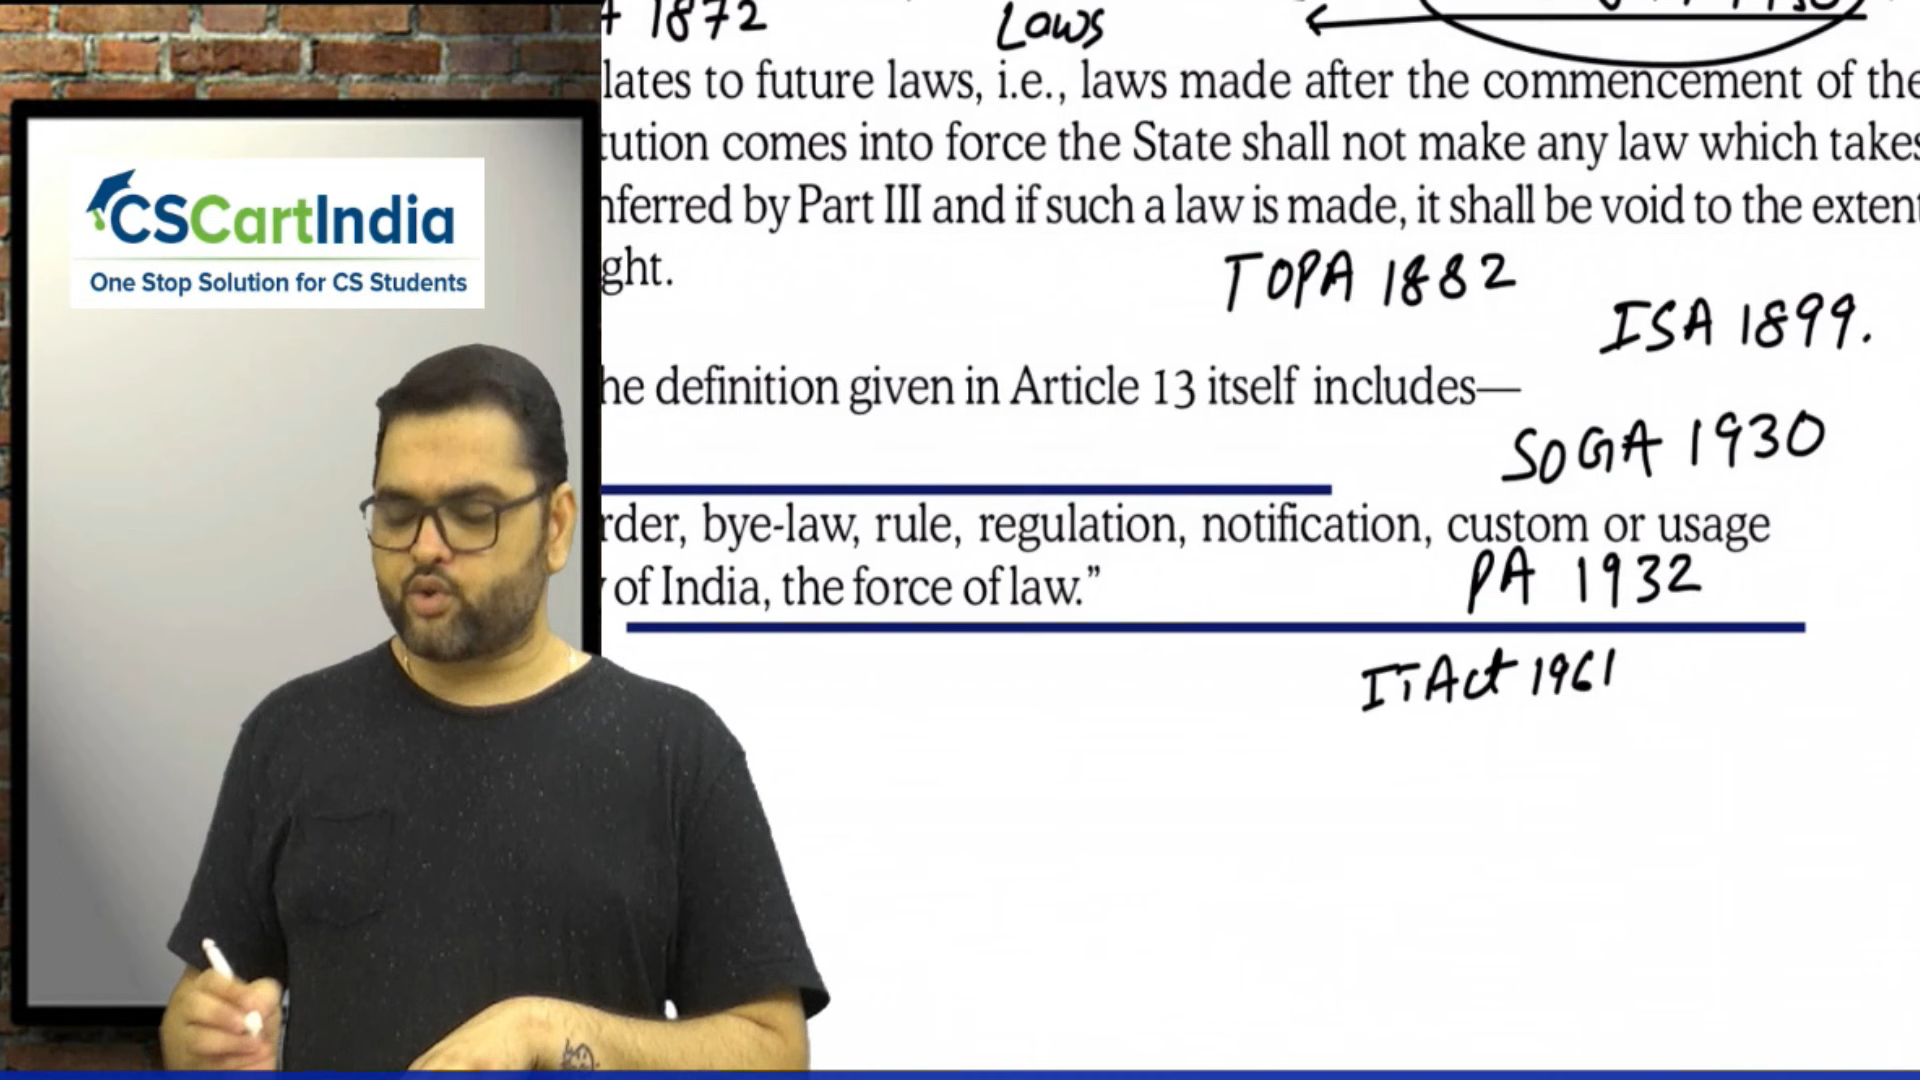 1872
Laws
CSCartIndia
One Stop Solution for CS Students
lates to future laws, i.e., laws made after the commencement of the
tution comes into force the State shall not make any law which takes
nferred by Part III and if such a law is made, it shall be void to the extent
ght.
TOPA 1882
ISA 1899.
he definition given in Article 13 itself includes—
SOGA 1930
rder, bye-law, rule, regulation, notification, custom or usage
of India, the force of law.”
PA 1932
IT Act 1961